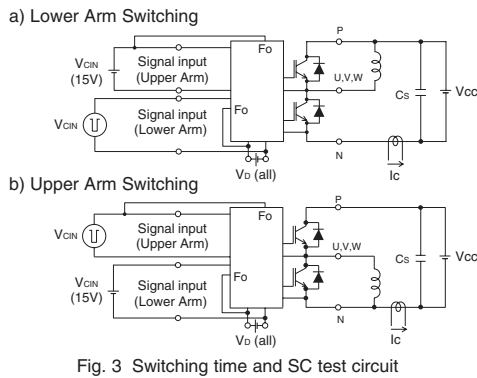 a) Lower Arm Switching
P
Fo
VCIN
(15V)
Signal input
(Upper Arm)
U,V,W
CS
Vcc
Signal input
(Lower Arm)
Fo
VCIN
N
Ic
VD (all)
b) Upper Arm Switching
P
Fo
VCIN
Signal input
(Upper Arm)
U,V,W
CS
Vcc
VCIN
(15V)
Signal input
(Lower Arm)
Fo
N
Ic
VD (all)
Fig. 3 Switching time and SC test circuit